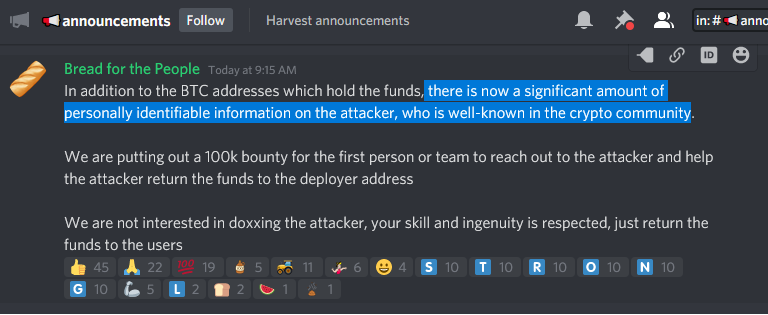 announcements Follow Harvest announcements in: # anno
ID
Bread for the People Today at 9:15 AM
In addition to the BTC addresses which hold the funds, there is now a significant amount of
personally identifiable information on the attacker, who is well-known in the crypto community.
We are putting out a 100k bounty for the first person or team to reach out to the attacker and help
the attacker return the funds to the deployer address
We are not interested in doxxing the attacker, your skill and ingenuity is respected, just return the
funds to the users
45 22 100 19 5 11 6 4 S 10 T 10 R 10 O 10 N 10
G 10 5 L 2 2 1 1